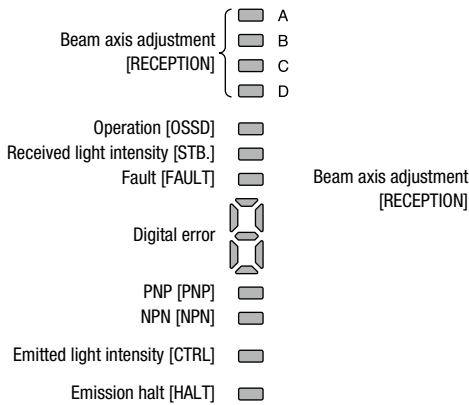 A
Beam axis adjustment
[RECEPTION]
B
C
D
Operation [OSSD]
Received light intensity [STB.]
Fault [FAULT]
Beam axis adjustment
[RECEPTION]
Digital error
PNP [PNP]
NPN [NPN]
Emitted light intensity [CTRL]
Emission halt [HALT]